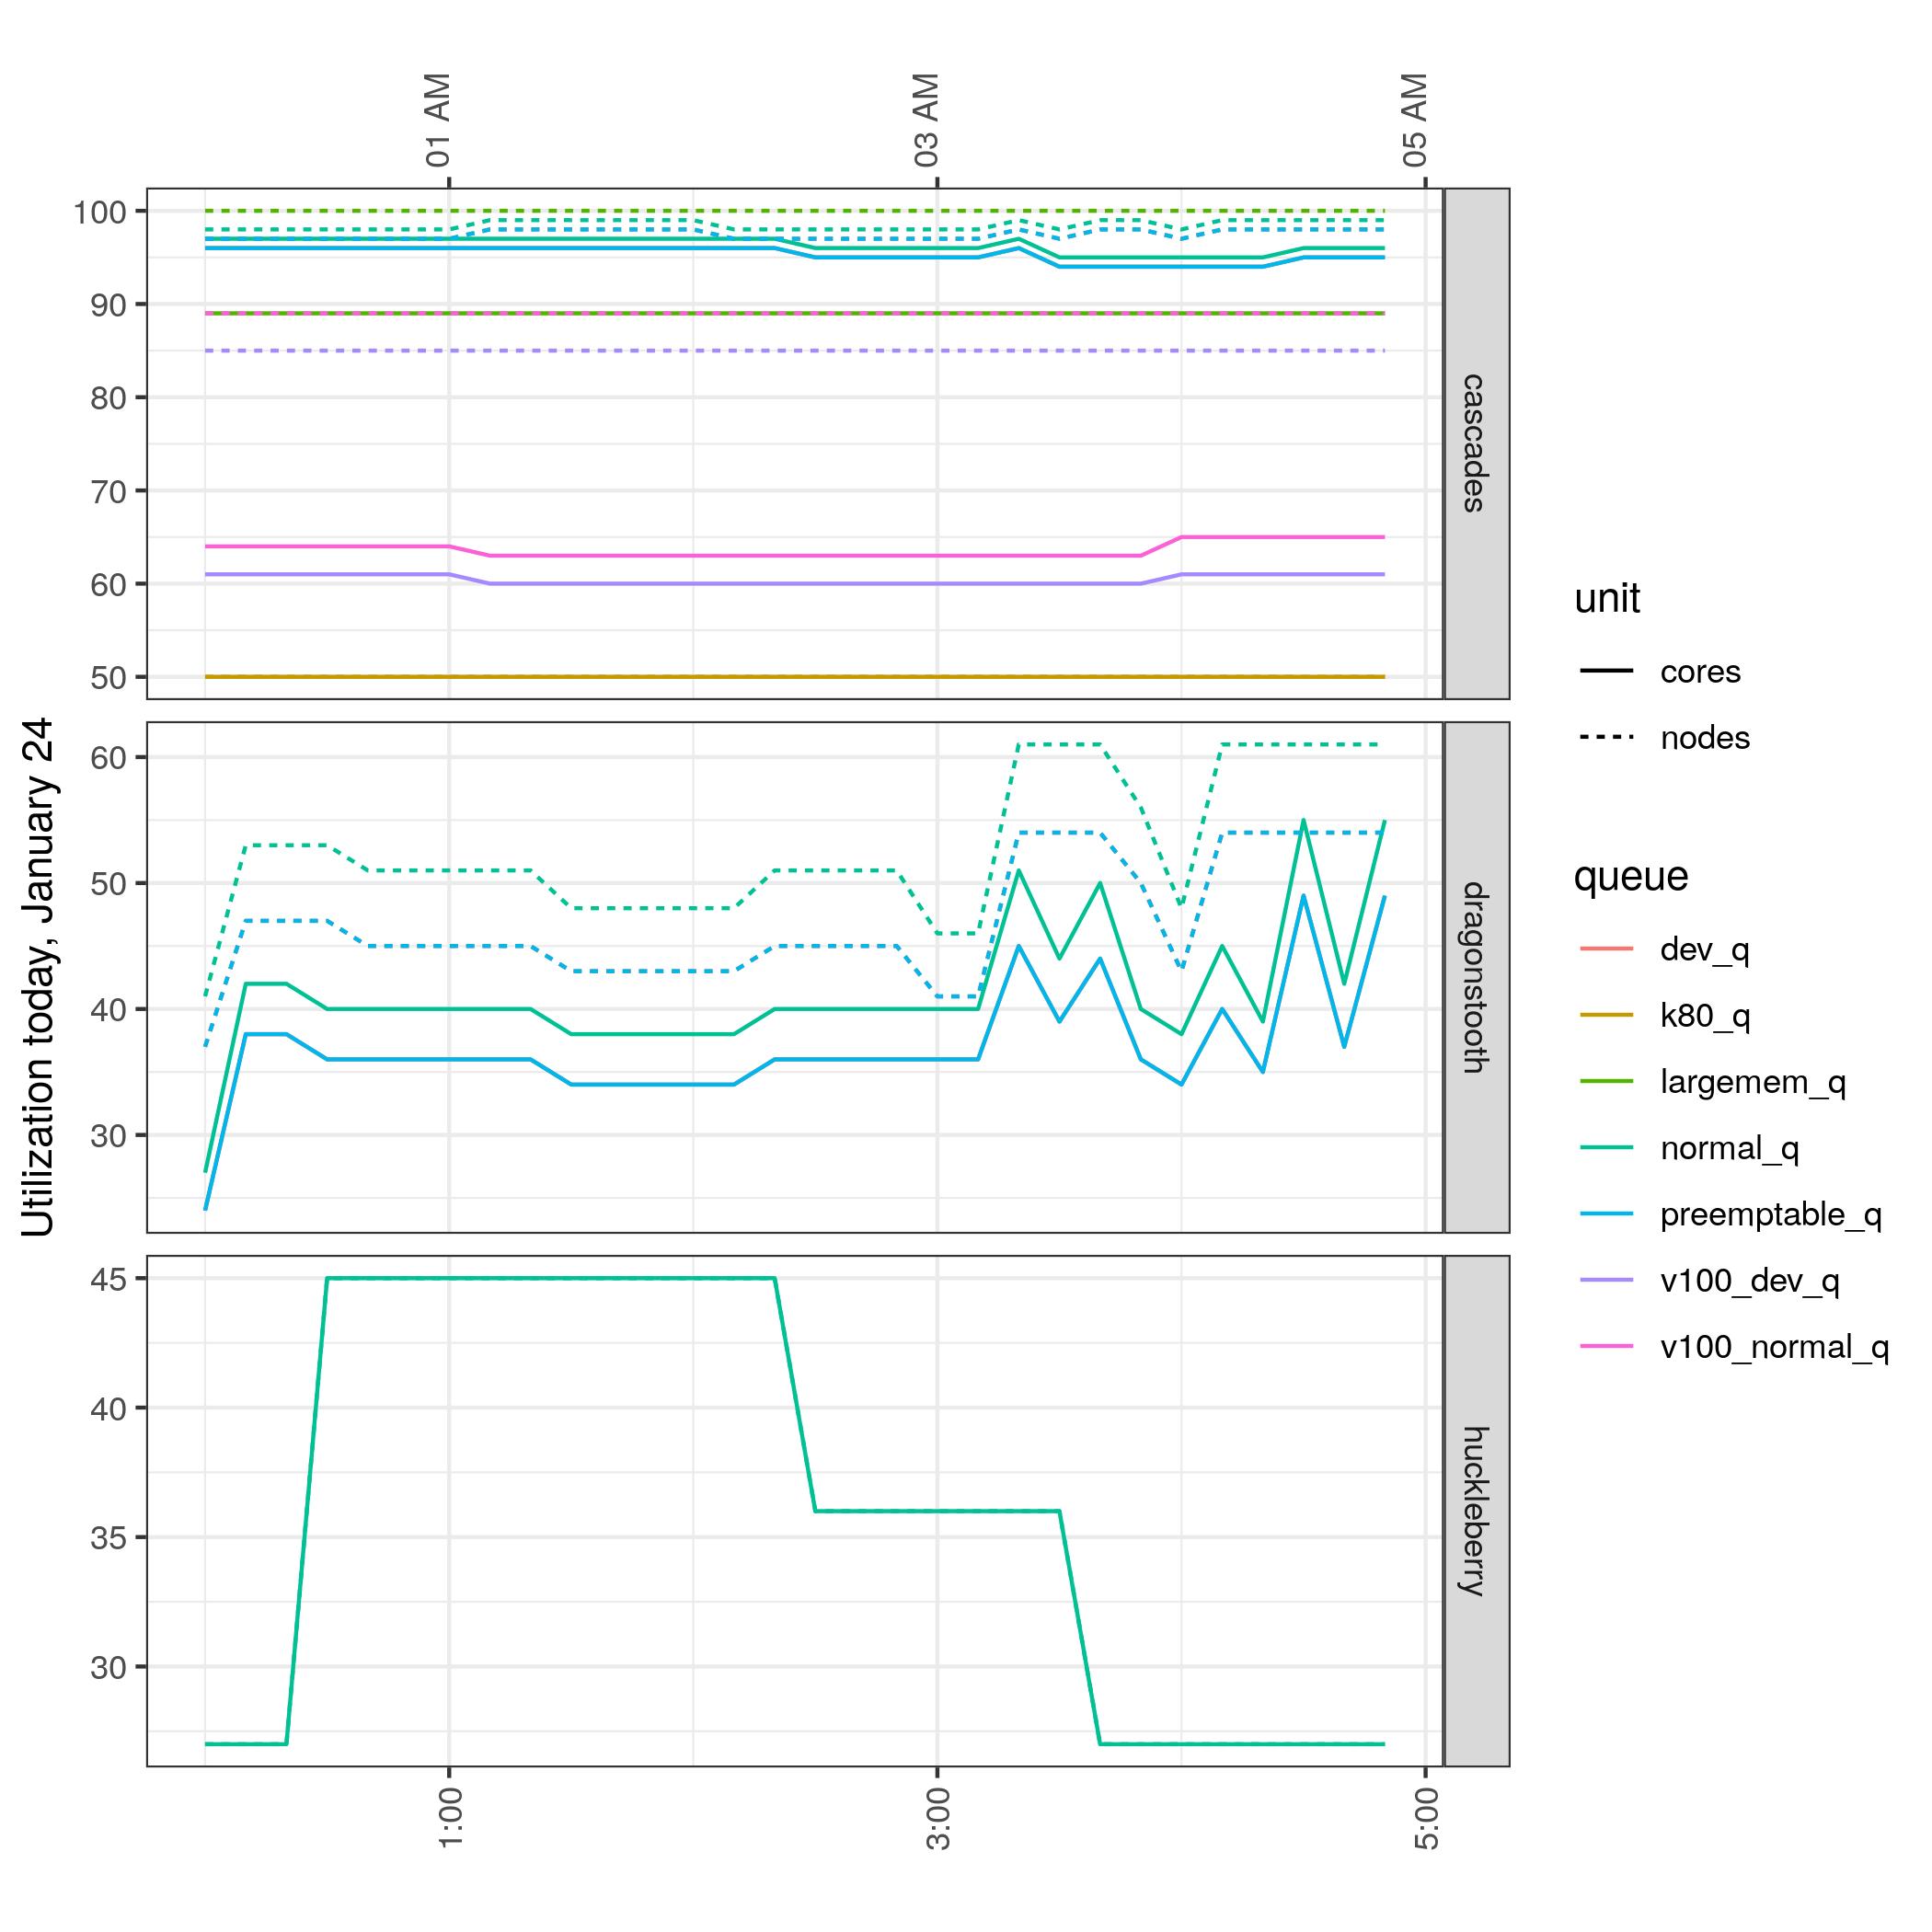 01 AM
03 AM
05 AM
Utilization today, January 24
100
90
80
70
60
50
cascades
60
50
40
30
dragonstooth
45
40
35
30
huckleberry
1:00
3:00
5:00
unit
cores
nodes
queue
dev_q
k80_q
largemem_q
normal_q
preemptable_q
v100_dev_q
v100_normal_q